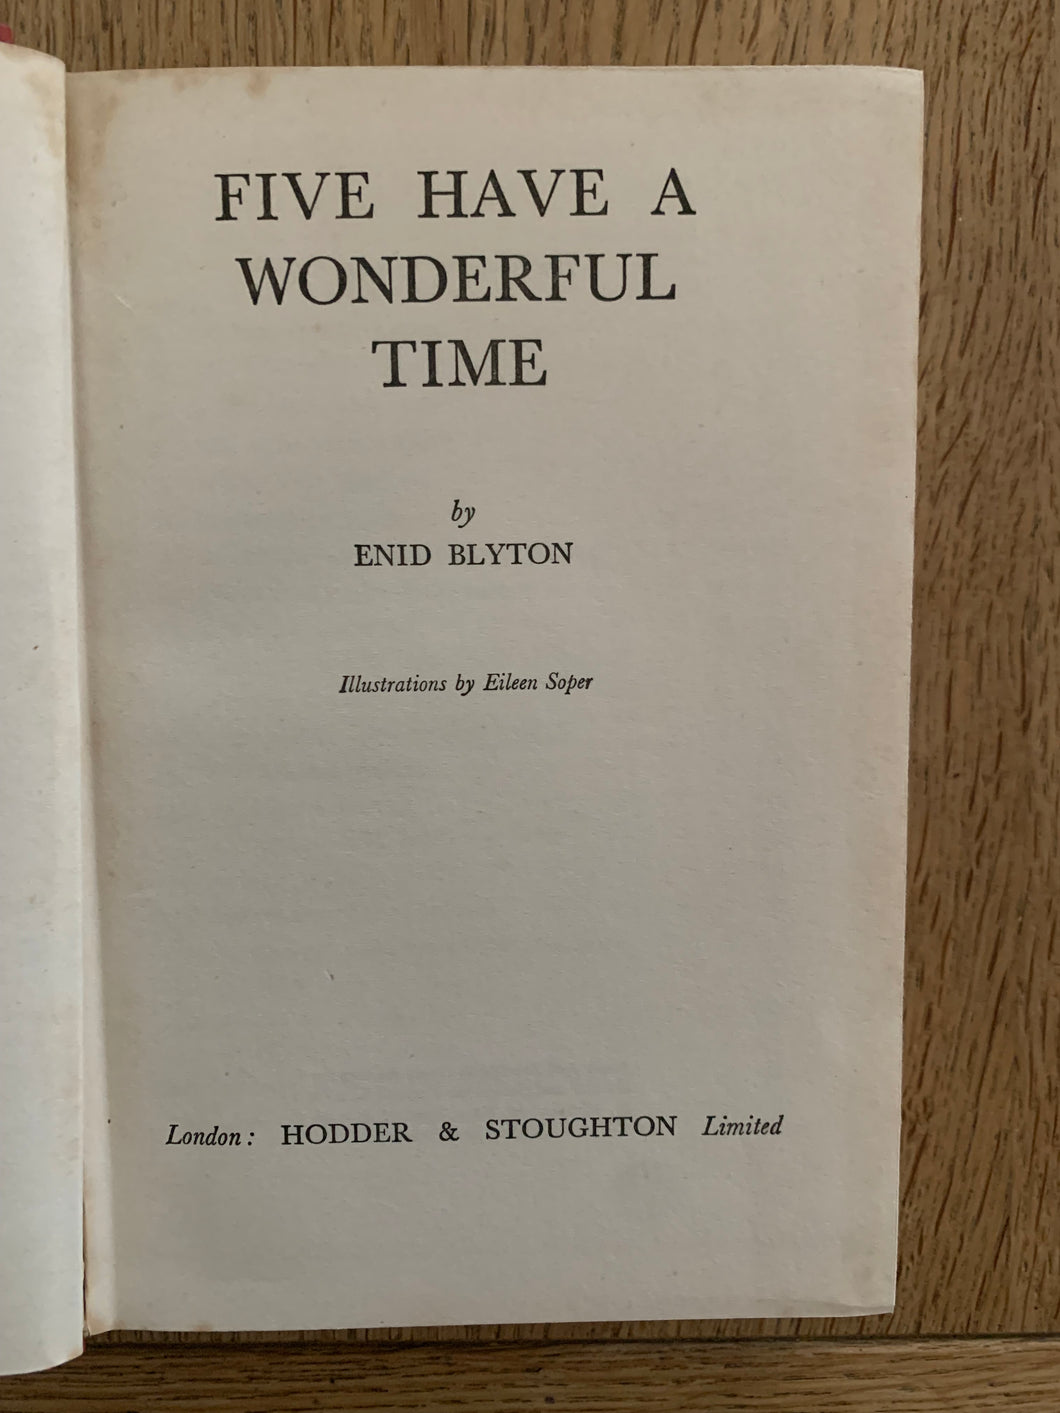 FIVE HAVE A
WONDERFUL
TIME
by
ENID BLYTON
Illustrations by Eileen Soper
London: HODDER & STOUGHTON Limited